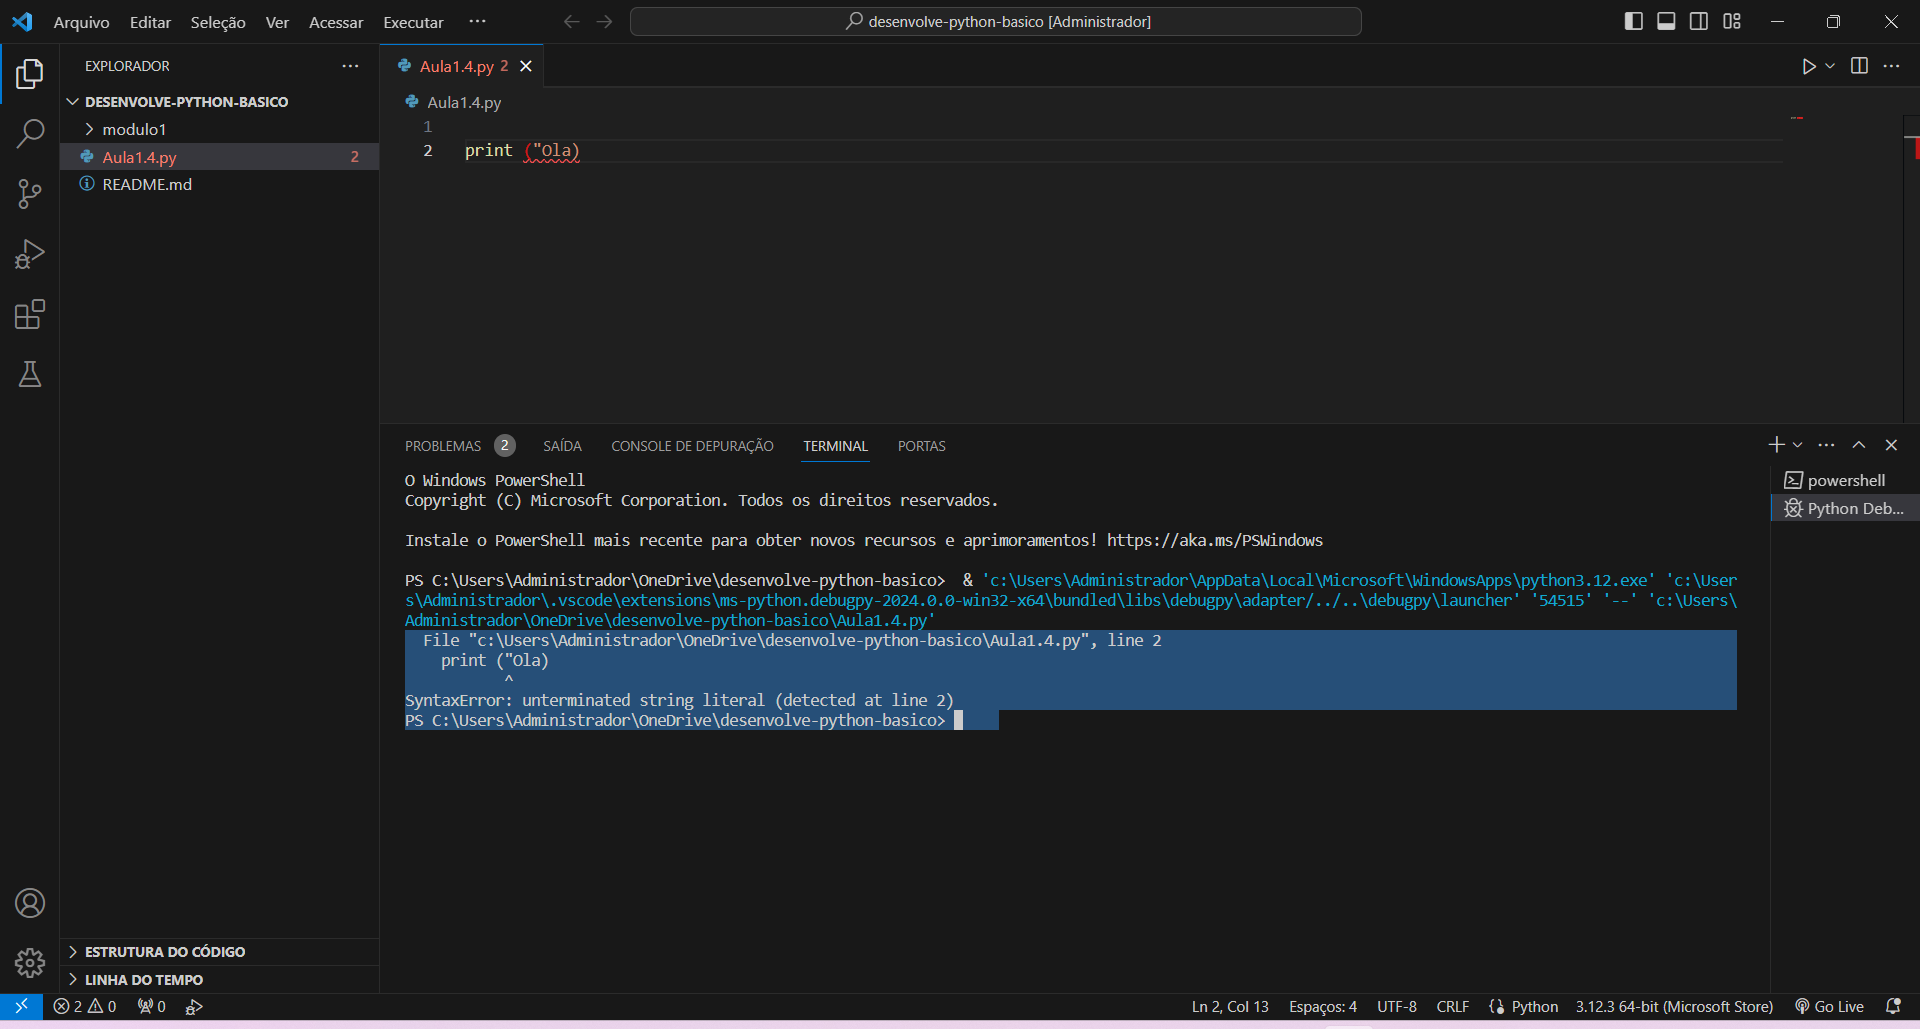 Arquivo Editar Seleção Ver Acessar Executar ···
desenvolve-python-basico [Administrador]
EXPLORADOR ···
DESENVOLVE-PYTHON-BASICO
modulo1
Aula1.4.py 2
README.md
ESTRUTURA DO CÓDIGO
LINHA DO TEMPO
Aula1.4.py 2
Aula1.4.py
1
2 print ("Ola)
PROBLEMAS 2 SAÍDA CONSOLE DE DEPURAÇÃO TERMINAL PORTAS
O Windows PowerShell
Copyright (C) Microsoft Corporation. Todos os direitos reservados.
Instale o PowerShell mais recente para obter novos recursos e aprimoramentos! https://aka.ms/PSWindows
PS C:\Users\Administrador\OneDrive\desenvolve-python-basico>  & 'c:\Users\Administrador\AppData\Local\Microsoft\WindowsApps\python3.12.exe' 'c:\User
s\Administrador\.vscode\extensions\ms-python.debugpy-2024.0.0-win32-x64\bundled\libs\debugpy\adapter/../..\debugpy\launcher' '54515' '--' 'c:\Users\
Administrador\OneDrive\desenvolve-python-basico\Aula1.4.py'
  File "c:\Users\Administrador\OneDrive\desenvolve-python-basico\Aula1.4.py", line 2
    print ("Ola)
           ^
SyntaxError: unterminated string literal (detected at line 2)
PS C:\Users\Administrador\OneDrive\desenvolve-python-basico>
powershell
Python Deb...
2 0 0
Ln 2, Col 13 Espaços: 4 UTF-8 CRLF Python 3.12.3 64-bit (Microsoft Store) Go Live